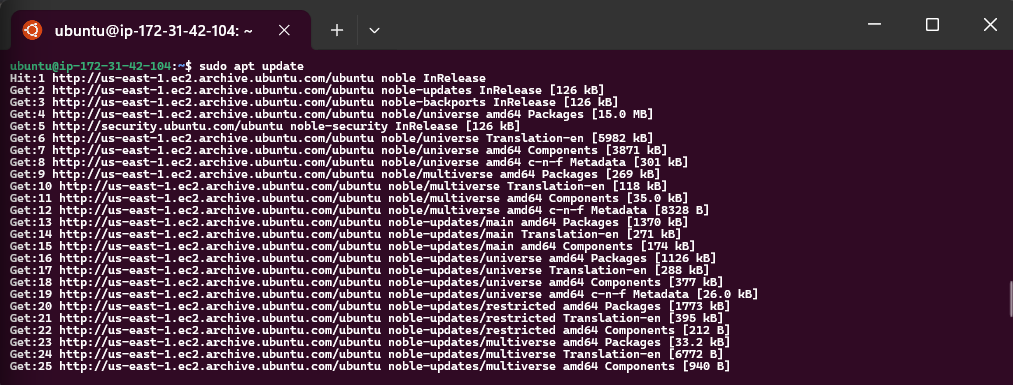 ubuntu@ip-172-31-42-104: ~
ubuntu@ip-172-31-42-104:~$ sudo apt update
Hit:1 http://us-east-1.ec2.archive.ubuntu.com/ubuntu noble InRelease
Get:2 http://us-east-1.ec2.archive.ubuntu.com/ubuntu noble-updates InRelease [126 kB]
Get:3 http://us-east-1.ec2.archive.ubuntu.com/ubuntu noble-backports InRelease [126 kB]
Get:4 http://us-east-1.ec2.archive.ubuntu.com/ubuntu noble/universe amd64 Packages [15.0 MB]
Get:5 http://security.ubuntu.com/ubuntu noble-security InRelease [126 kB]
Get:6 http://us-east-1.ec2.archive.ubuntu.com/ubuntu noble/universe Translation-en [5982 kB]
Get:7 http://us-east-1.ec2.archive.ubuntu.com/ubuntu noble/universe amd64 Components [3871 kB]
Get:8 http://us-east-1.ec2.archive.ubuntu.com/ubuntu noble/universe amd64 c-n-f Metadata [301 kB]
Get:9 http://us-east-1.ec2.archive.ubuntu.com/ubuntu noble/multiverse amd64 Packages [269 kB]
Get:10 http://us-east-1.ec2.archive.ubuntu.com/ubuntu noble/multiverse Translation-en [118 kB]
Get:11 http://us-east-1.ec2.archive.ubuntu.com/ubuntu noble/multiverse amd64 Components [35.0 kB]
Get:12 http://us-east-1.ec2.archive.ubuntu.com/ubuntu noble/multiverse amd64 c-n-f Metadata [8328 B]
Get:13 http://us-east-1.ec2.archive.ubuntu.com/ubuntu noble-updates/main amd64 Packages [1370 kB]
Get:14 http://us-east-1.ec2.archive.ubuntu.com/ubuntu noble-updates/main Translation-en [271 kB]
Get:15 http://us-east-1.ec2.archive.ubuntu.com/ubuntu noble-updates/main amd64 Components [174 kB]
Get:16 http://us-east-1.ec2.archive.ubuntu.com/ubuntu noble-updates/universe amd64 Packages [1126 kB]
Get:17 http://us-east-1.ec2.archive.ubuntu.com/ubuntu noble-updates/universe Translation-en [288 kB]
Get:18 http://us-east-1.ec2.archive.ubuntu.com/ubuntu noble-updates/universe amd64 Components [377 kB]
Get:19 http://us-east-1.ec2.archive.ubuntu.com/ubuntu noble-updates/universe amd64 c-n-f Metadata [26.0 kB]
Get:20 http://us-east-1.ec2.archive.ubuntu.com/ubuntu noble-updates/restricted amd64 Packages [1773 kB]
Get:21 http://us-east-1.ec2.archive.ubuntu.com/ubuntu noble-updates/restricted Translation-en [395 kB]
Get:22 http://us-east-1.ec2.archive.ubuntu.com/ubuntu noble-updates/restricted amd64 Components [212 B]
Get:23 http://us-east-1.ec2.archive.ubuntu.com/ubuntu noble-updates/multiverse amd64 Packages [33.2 kB]
Get:24 http://us-east-1.ec2.archive.ubuntu.com/ubuntu noble-updates/multiverse Translation-en [6772 B]
Get:25 http://us-east-1.ec2.archive.ubuntu.com/ubuntu noble-updates/multiverse amd64 Components [940 B]